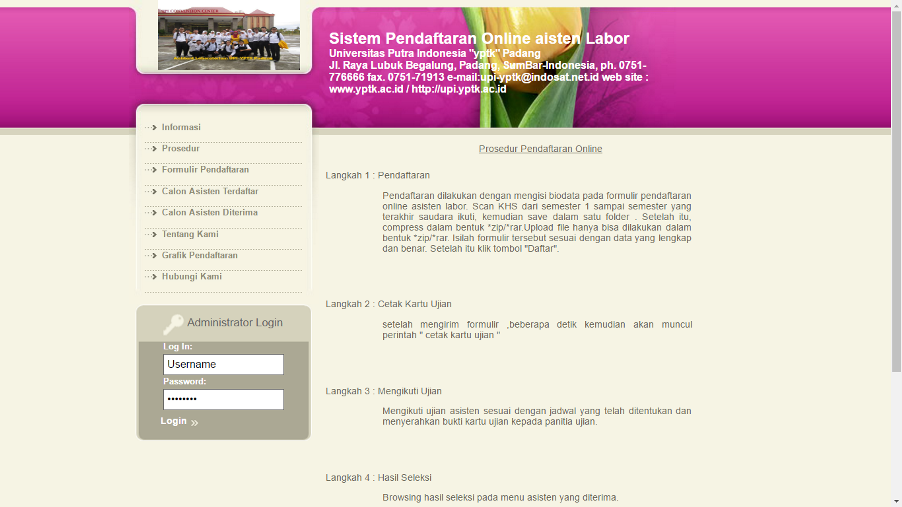 Sistem Pendaftaran Online aisten Labor
Universitas Putra Indonesia "yptk" Padang
Jl. Raya Lubuk Begalung, Padang, SumBar-Indonesia, ph. 0751-
776666 fax. 0751-71913 e-mail:upi-yptk@indosat.net.id web site :
www.yptk.ac.id / http://upi.yptk.ac.id
Informasi
Prosedur
Formulir Pendaftaran
Calon Asisten Terdaftar
Calon Asisten Diterima
Tentang Kami
Grafik Pendaftaran
Hubungi Kami
Administrator Login
Log In:
Username
Password:
••••••••
Login
Prosedur Pendaftaran Online
Langkah 1 : Pendaftaran
Pendaftaran dilakukan dengan mengisi biodata pada formulir pendaftaran
online asisten labor. Scan KHS dari semester 1 sampai semester yang
terakhir saudara ikuti, kemudian save dalam satu folder . Setelah itu,
compress dalam bentuk *zip/*rar.Upload file hanya bisa dilakukan dalam
bentuk *zip/*rar. Isilah formulir tersebut sesuai dengan data yang lengkap
dan benar. Setelah itu klik tombol "Daftar".
Langkah 2 : Cetak Kartu Ujian
setelah mengirim formulir ,beberapa detik kemudian akan muncul
perintah " cetak kartu ujian "
Langkah 3 : Mengikuti Ujian
Mengikuti ujian asisten sesuai dengan jadwal yang telah ditentukan dan
menyerahkan bukti kartu ujian kepada panitia ujian.
Langkah 4 : Hasil Seleksi
Browsing hasil seleksi pada menu asisten yang diterima.